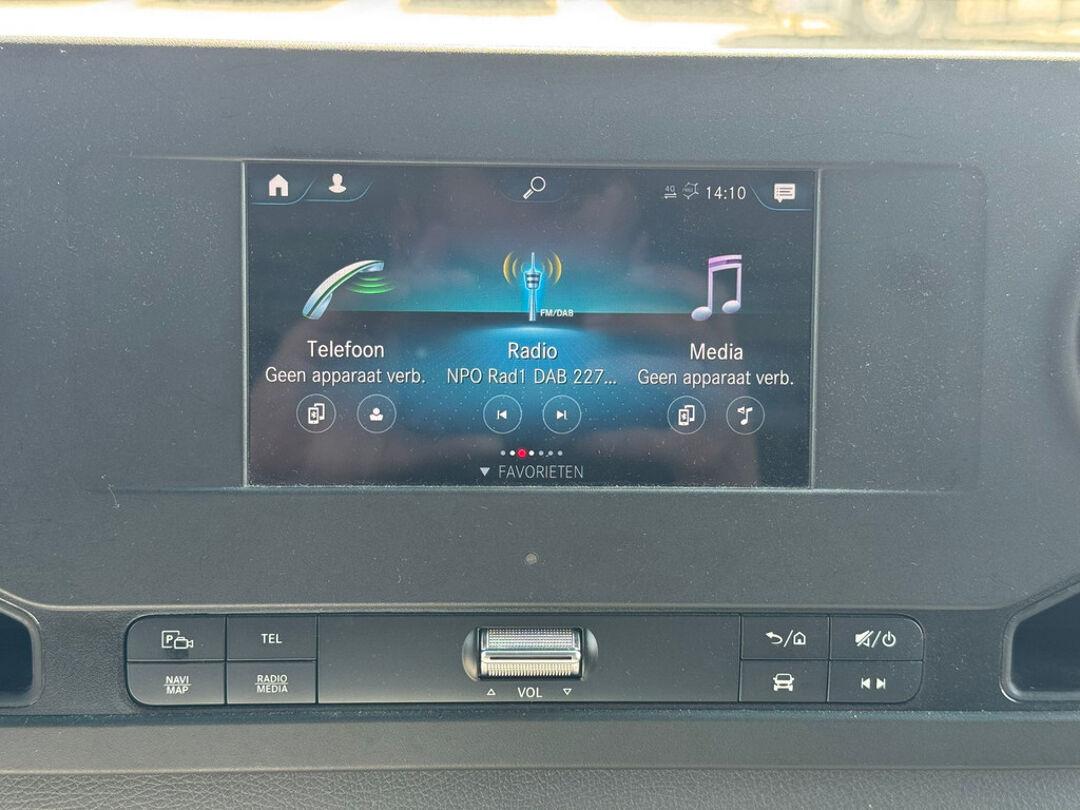 4G 14:10
FM/DAB
Telefoon Radio Media
Geen apparaat verb. NPO Rad1 DAB 227... Geen apparaat verb.
FAVORIETEN
P TEL
NAVI MAP
RADIO MEDIA
VOL